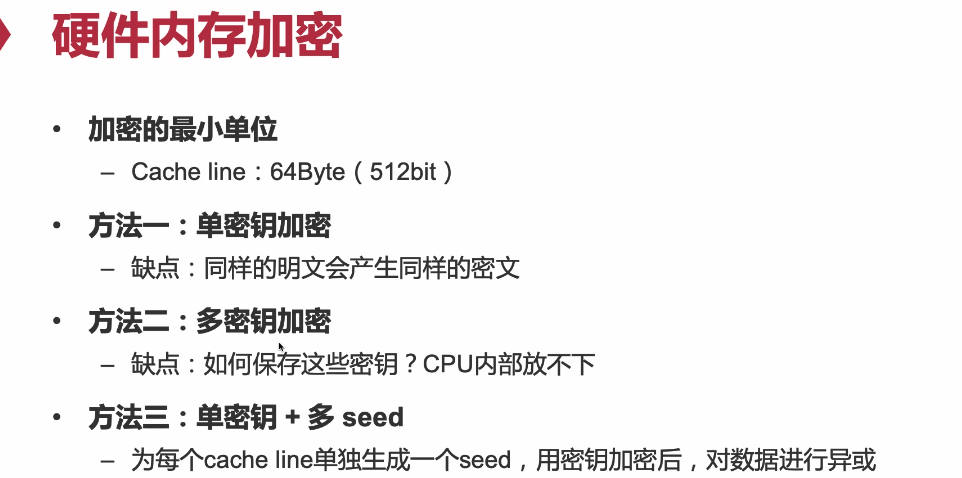 硬件内存加密
• 加密的最小单位
– Cache line：64Byte（512bit）
• 方法一：单密钥加密
– 缺点：同样的明文会产生同样的密文
• 方法二：多密钥加密
– 缺点：如何保存这些密钥？CPU内部放不下
• 方法三：单密钥 + 多 seed
– 为每个cache line单独生成一个seed，用密钥加密后，对数据进行异或